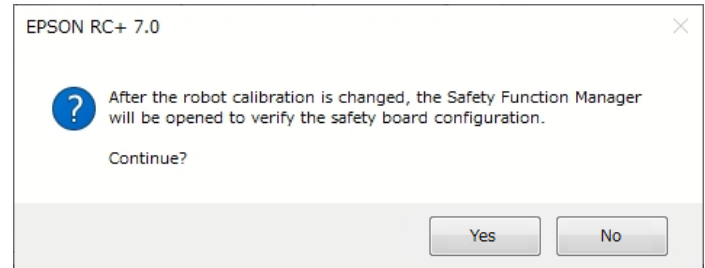 EPSON RC+ 7.0
?
After the robot calibration is changed, the Safety Function Manager
will be opened to verify the safety board configuration.
Continue?
Yes
No